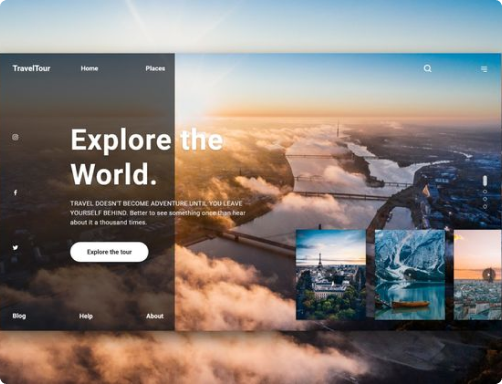 TravelTour Home Places
Explore the
World.
TRAVEL DOESN'T BECOME ADVENTURE UNTIL YOU LEAVE
YOURSELF BEHIND. Better to see something once than hear
about it a thousand times.
Explore the tour
Blog Help About